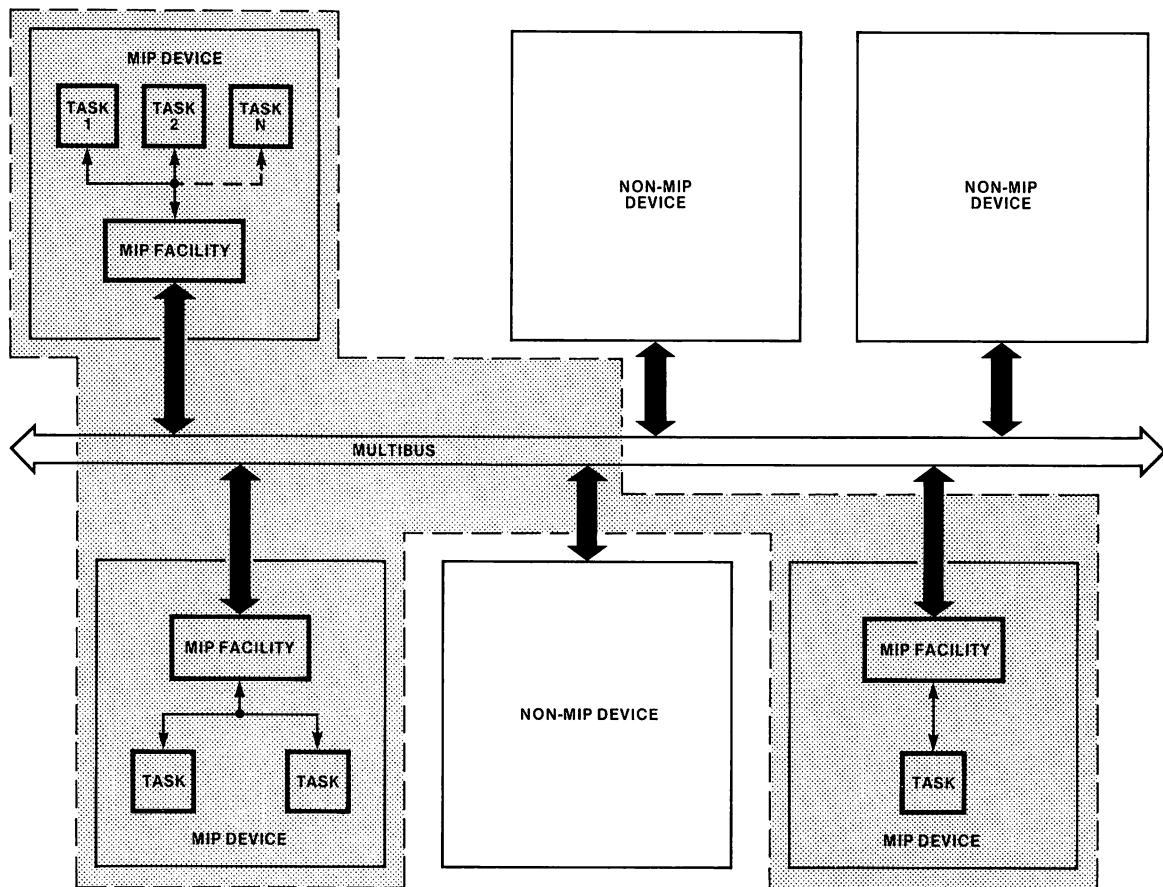 MIP DEVICE
TASK
1
TASK
2
TASK
N
MIP FACILITY
NON-MIP
DEVICE
NON-MIP
DEVICE
MULTIBUS
MIP FACILITY
TASK
TASK
MIP DEVICE
NON-MIP DEVICE
MIP FACILITY
TASK
MIP DEVICE